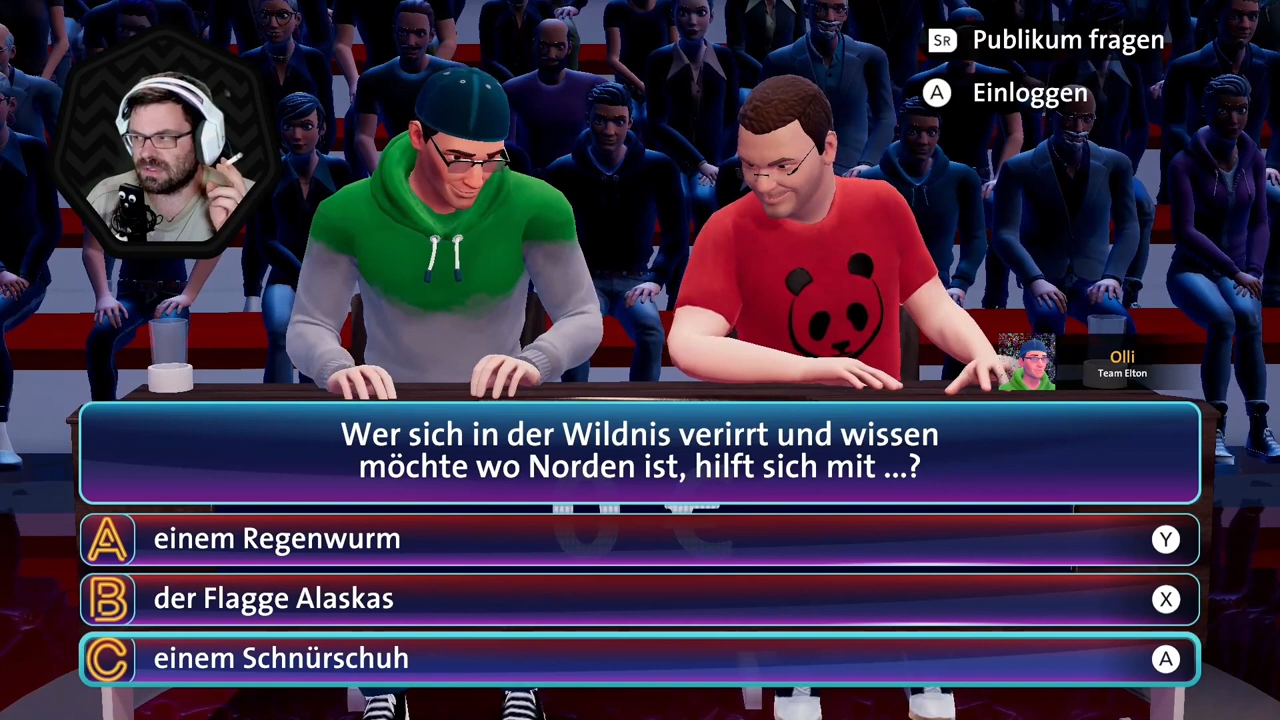 SR Publikum fragen
A Einloggen
Olli
Team Elton
Wer sich in der Wildnis verirrt und wissen
möchte wo Norden ist, hilft sich mit ...?
A einem Regenwurm Y
B der Flagge Alaskas X
C einem Schnürschuh A